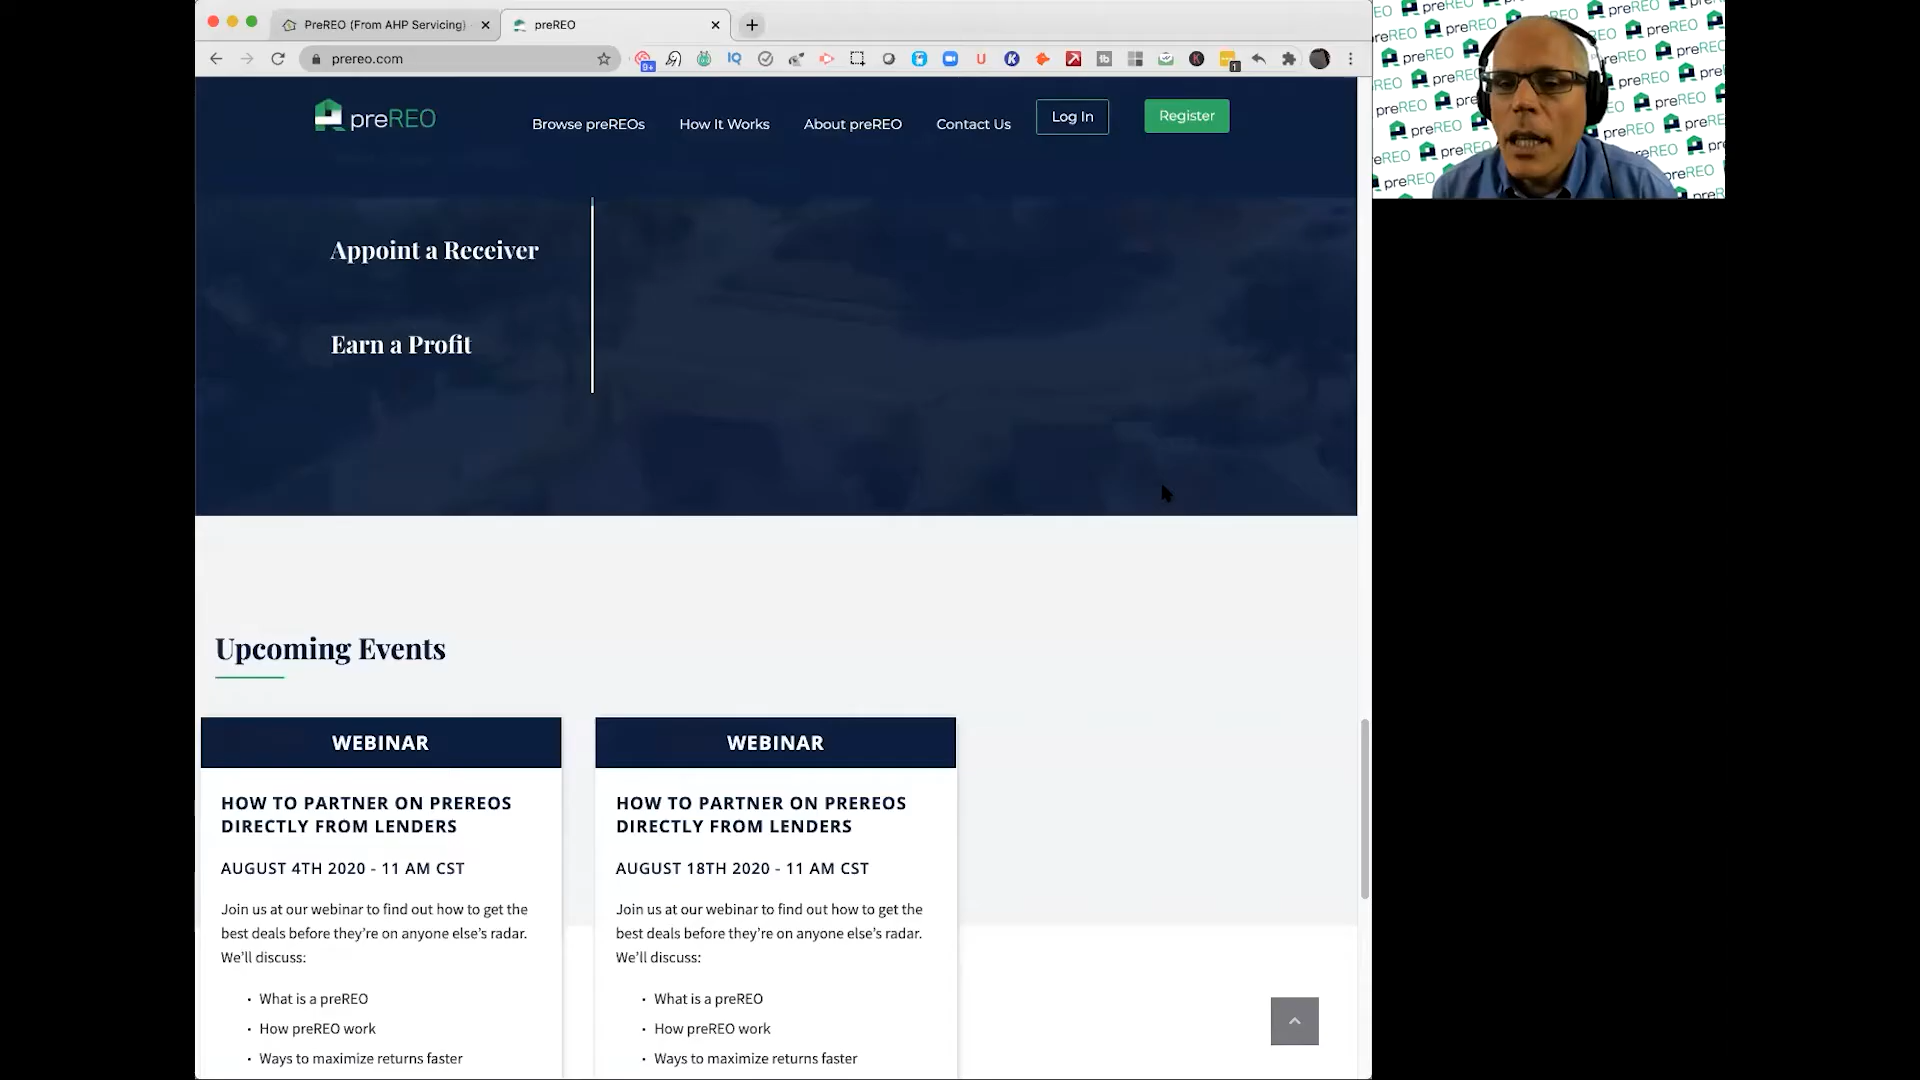 PreREO (From AHP Servicing)
preREO
prereo.com
preREO
Browse preREOs
How It Works
About preREO
Contact Us
Log In
Register
Appoint a Receiver
Earn a Profit
Upcoming Events
WEBINAR
HOW TO PARTNER ON PREREOS
DIRECTLY FROM LENDERS
AUGUST 4TH 2020 - 11 AM CST
Join us at our webinar to find out how to get the
best deals before they're on anyone else's radar.
We'll discuss:
• What is a preREO
• How preREO work
• Ways to maximize returns faster
WEBINAR
HOW TO PARTNER ON PREREOS
DIRECTLY FROM LENDERS
AUGUST 18TH 2020 - 11 AM CST
Join us at our webinar to find out how to get the
best deals before they're on anyone else's radar.
We'll discuss:
• What is a preREO
• How preREO work
• Ways to maximize returns faster
preREO